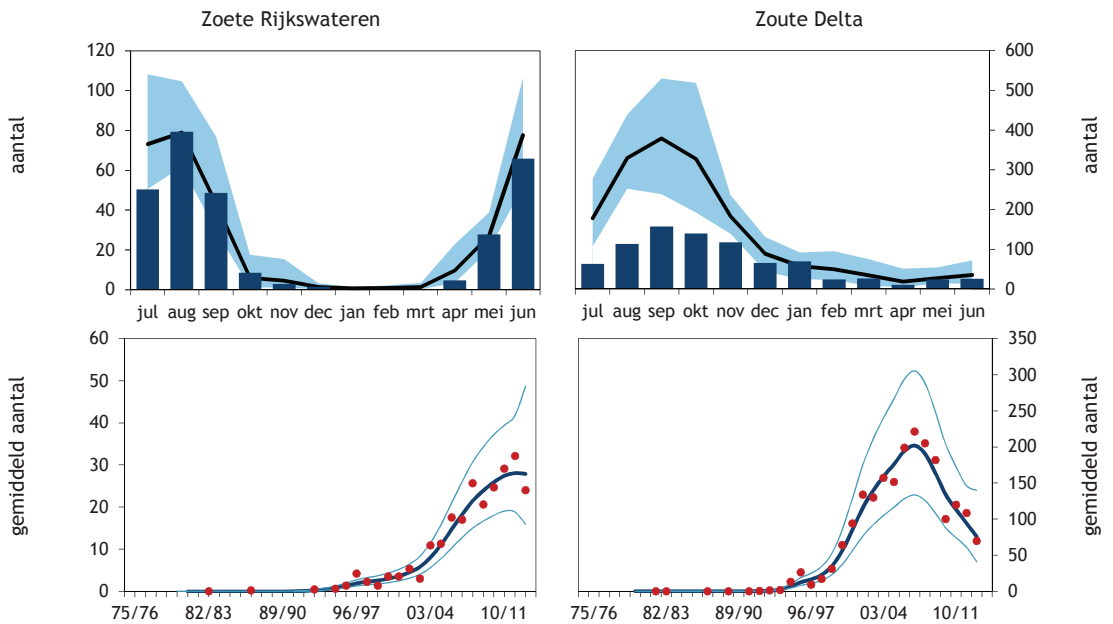 Zoete Rijkswateren
Zoute Delta
120
100
80
60
40
20
0
aantal
jul aug sep okt nov dec jan feb mrt apr mei jun
600
500
400
300
200
100
0
aantal
jul aug sep okt nov dec jan feb mrt apr mei jun
60
50
40
30
20
10
0
gemiddeld aantal
75/76 82/83 89/90 96/97 03/04 10/11
350
300
250
200
150
100
50
0
gemiddeld aantal
75/76 82/83 89/90 96/97 03/04 10/11